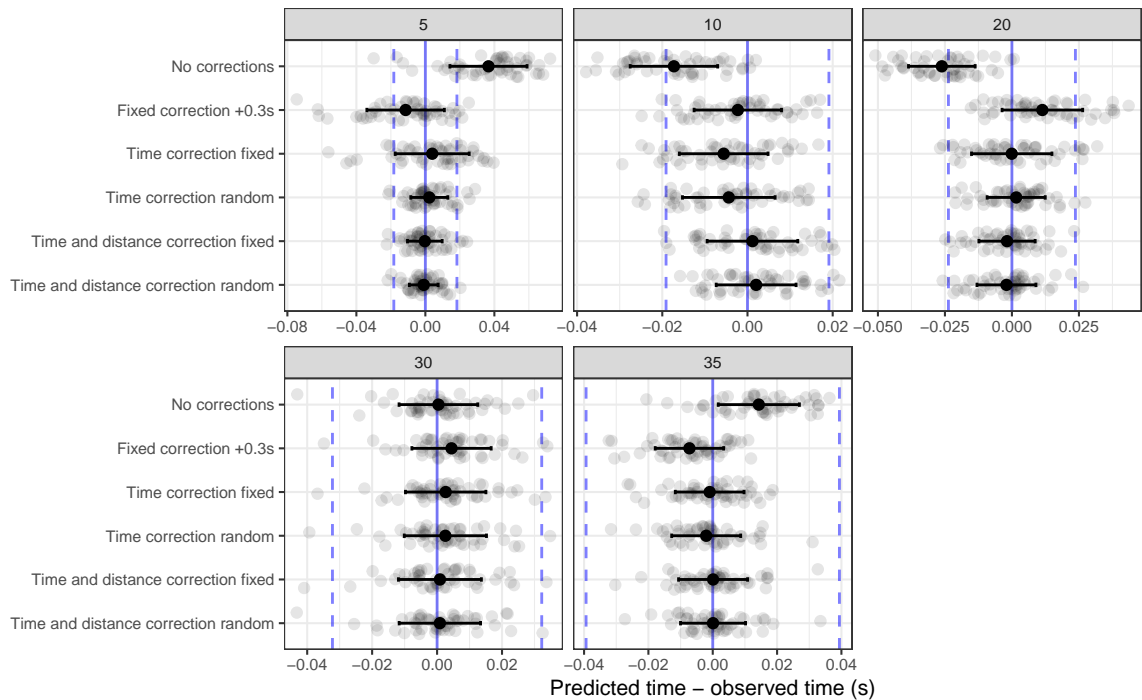 5 10 20
No corrections
Fixed correction +0.3s
Time correction fixed
Time correction random
Time and distance correction fixed
Time and distance correction random
−0.08 −0.04 0.00 0.04 −0.04 −0.02 0.00 0.02 −0.050 −0.025 0.000 0.025
30 35
No corrections
Fixed correction +0.3s
Time correction fixed
Time correction random
Time and distance correction fixed
Time and distance correction random
−0.04 −0.02 0.00 0.02 −0.04 −0.02 0.00 0.02 0.04
Predicted time − observed time (s)